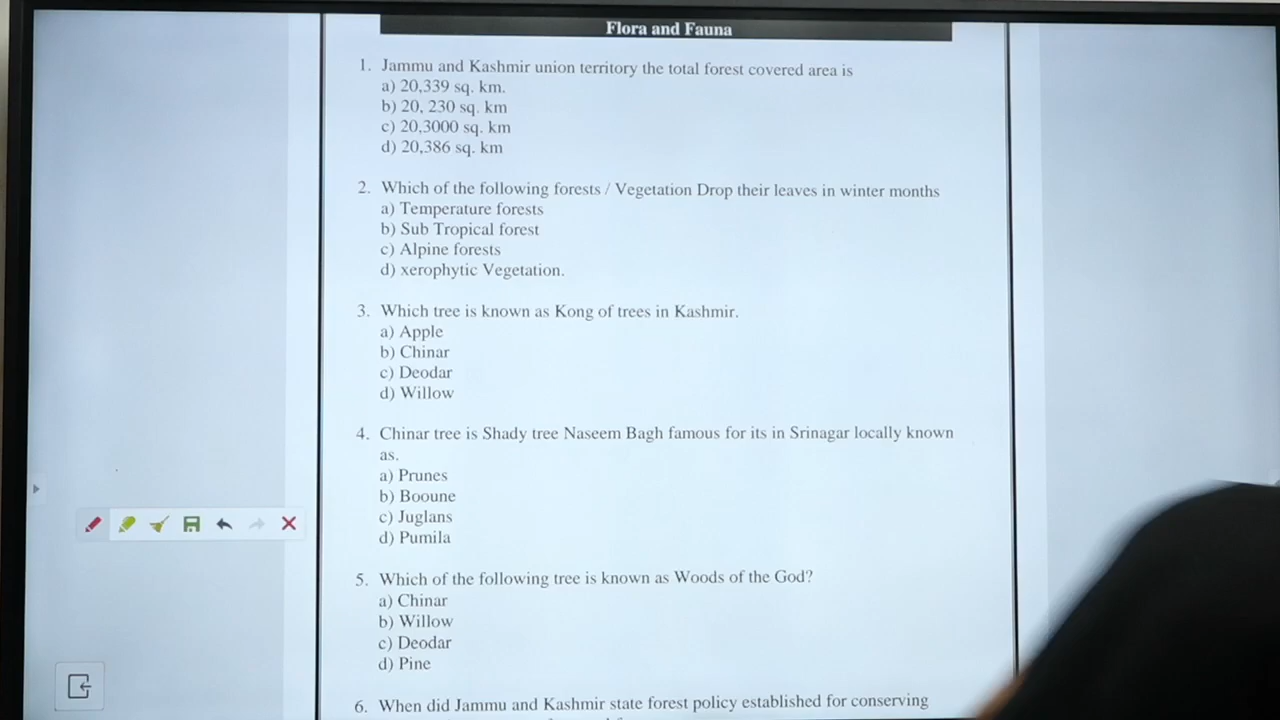 Flora and Fauna
1. Jammu and Kashmir union territory the total forest covered area is
a) 20,339 sq. km.
b) 20, 230 sq. km
c) 20,3000 sq. km
d) 20,386 sq. km
2. Which of the following forests / Vegetation Drop their leaves in winter months
a) Temperature forests
b) Sub Tropical forest
c) Alpine forests
d) xerophytic Vegetation.
3. Which tree is known as Kong of trees in Kashmir.
a) Apple
b) Chinar
c) Deodar
d) Willow
4. Chinar tree is Shady tree Naseem Bagh famous for its in Srinagar locally known
as.
a) Prunes
b) Booune
c) Juglans
d) Pumila
5. Which of the following tree is known as Woods of the God?
a) Chinar
b) Willow
c) Deodar
d) Pine
6. When did Jammu and Kashmir state forest policy established for conserving